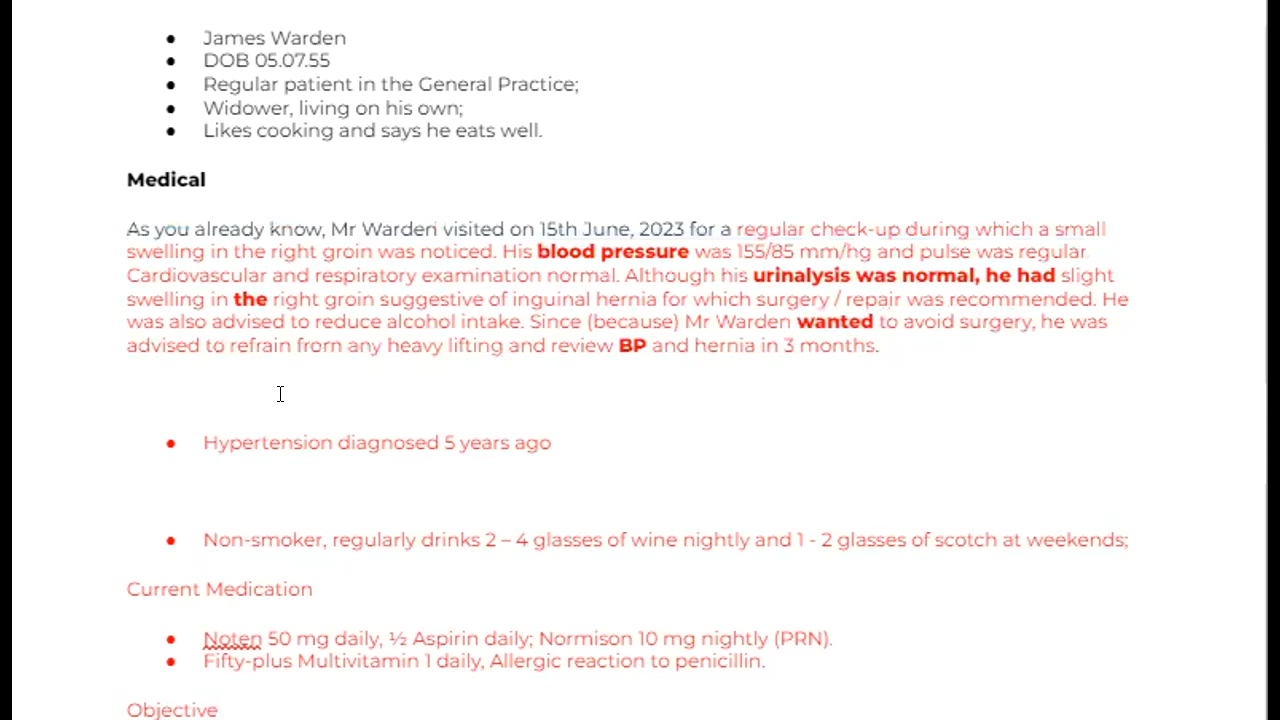 ● James Warden
● DOB 05.07.55
● Regular patient in the General Practice;
● Widower, living on his own;
● Likes cooking and says he eats well.
Medical
As you already know, Mr Warden visited on 15th June, 2023 for a regular check-up during which a small
swelling in the right groin was noticed. His blood pressure was 155/85 mm/hg and pulse was regular.
Cardiovascular and respiratory examination normal. Although his urinalysis was normal, he had slight
swelling in the right groin suggestive of inguinal hernia for which surgery / repair was recommended. He
was also advised to reduce alcohol intake. Since (because) Mr Warden wanted to avoid surgery, he was
advised to refrain from any heavy lifting and review BP and hernia in 3 months.
● Hypertension diagnosed 5 years ago
● Non-smoker, regularly drinks 2 – 4 glasses of wine nightly and 1 - 2 glasses of scotch at weekends;
Current Medication
● Noten 50 mg daily, ½ Aspirin daily; Normison 10 mg nightly (PRN).
● Fifty-plus Multivitamin 1 daily, Allergic reaction to penicillin.
Objective